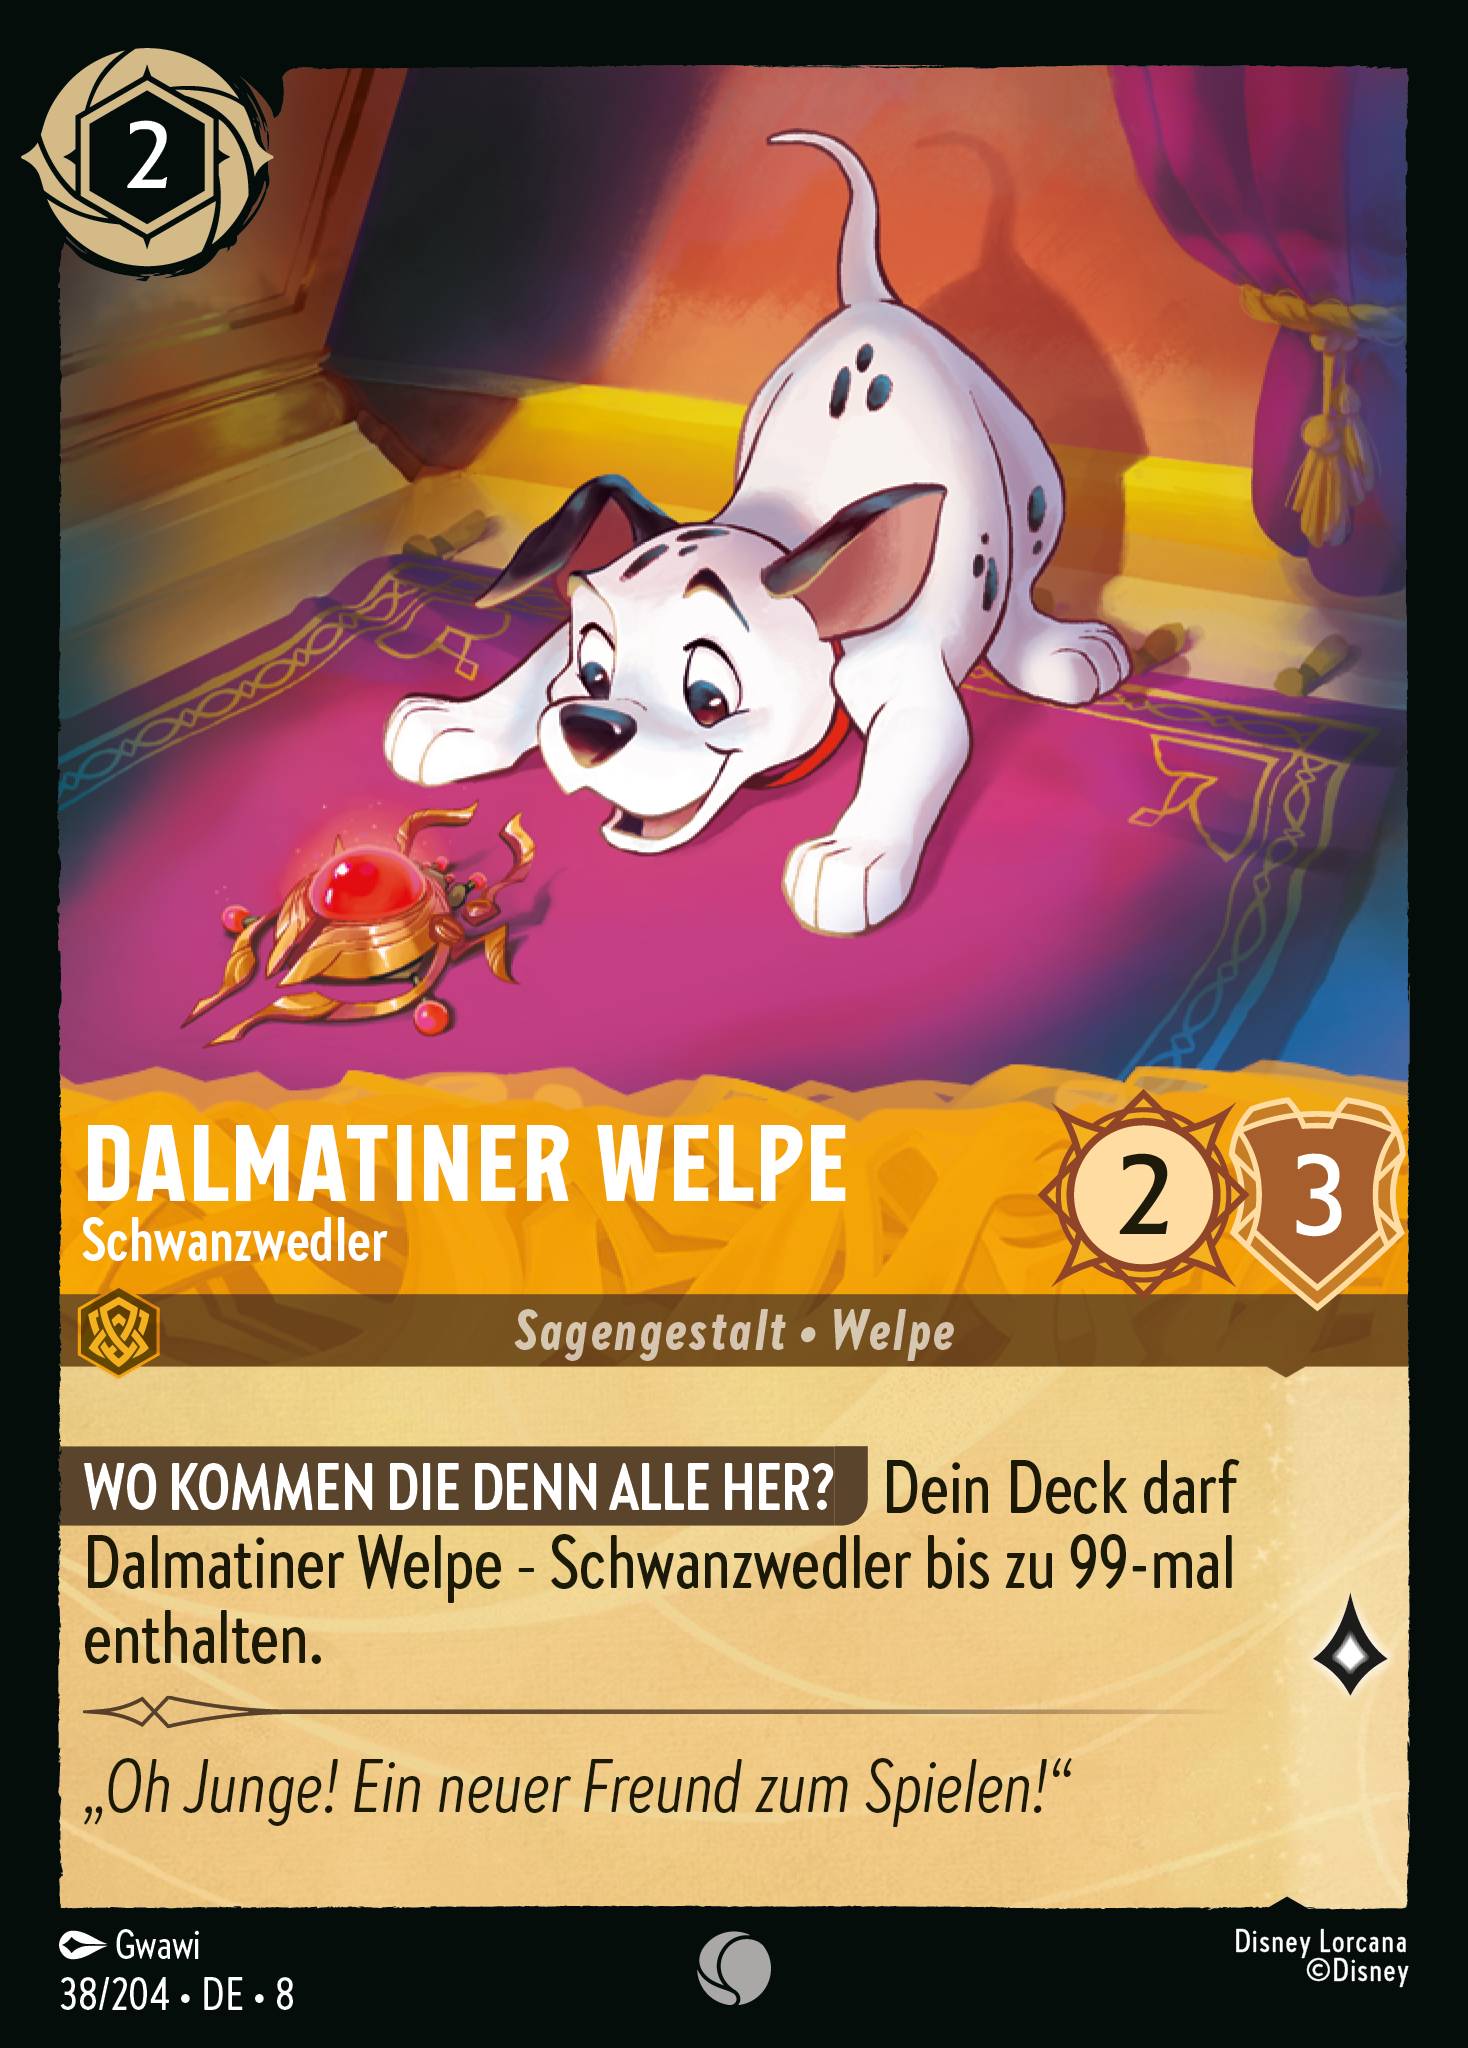 2
DALMATINER WELPE
Schwanzwedler
2
3
Sagengestalt • Welpe
WO KOMMEN DIE DENN ALLE HER? Dein Deck darf
Dalmatiner Welpe - Schwanzwedler bis zu 99-mal
enthalten.
„Oh Junge! Ein neuer Freund zum Spielen!“
Gwawi
38/204 • DE • 8
Disney Lorcana
©Disney